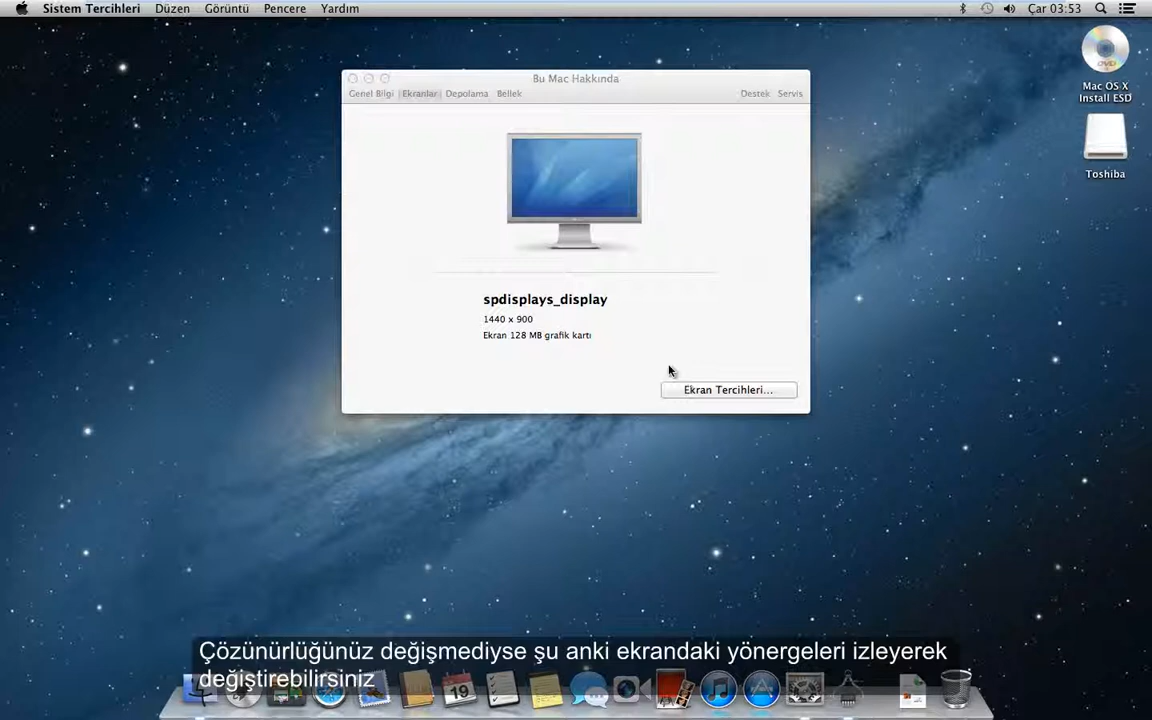 Sistem Tercihleri Düzen Görüntü Pencere Yardım Çar 03:53
Bu Mac Hakkında
Genel Bilgi Ekranlar Depolama Bellek Destek Servis
DVD
Mac OS X
Install ESD
Toshiba
spdisplays_display
1440 x 900
Ekran 128 MB grafik kartı
Ekran Tercihleri...
Çözünürlüğünüz değişmediyse şu anki ekrandaki yönergeleri izleyerek
değiştirebilirsiniz
19